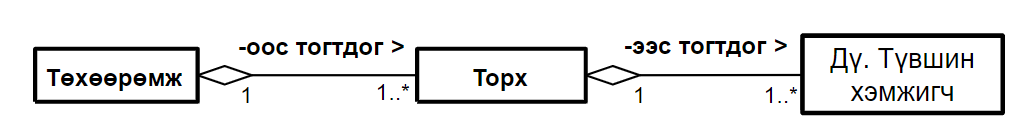 -оос тогтдог >
-ээс тогтдог >
Төхөөрөмж
Торх
Дү. Түвшин
хэмжигч
1
1..*
1
1..*